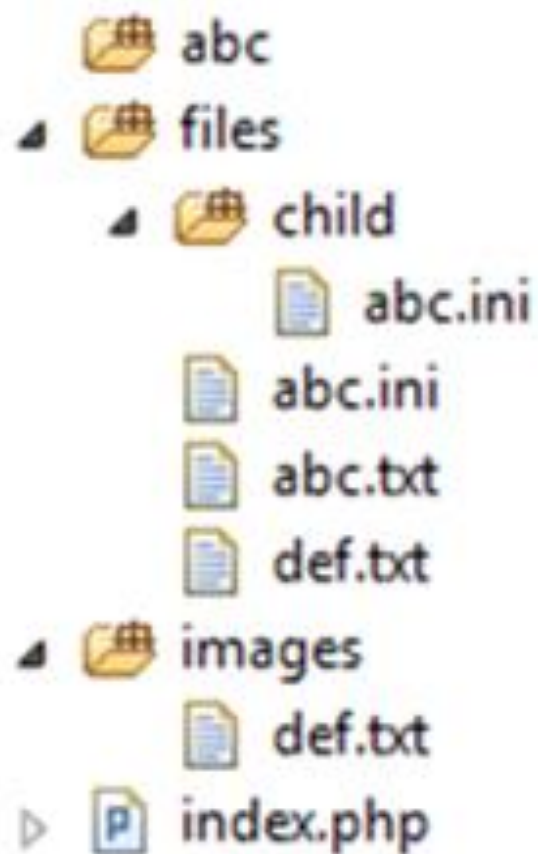 abc
files
child
abc.ini
abc.ini
abc.txt
def.txt
images
def.txt
index.php